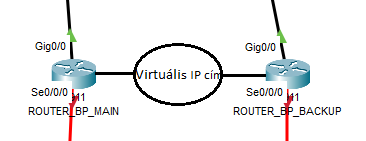 Gig0/0
Gig0/0
Virtuális IP cím
Se0/0/0
Se0/0/0
ROUTER_BP_MAIN
ROUTER_BP_BACKUP